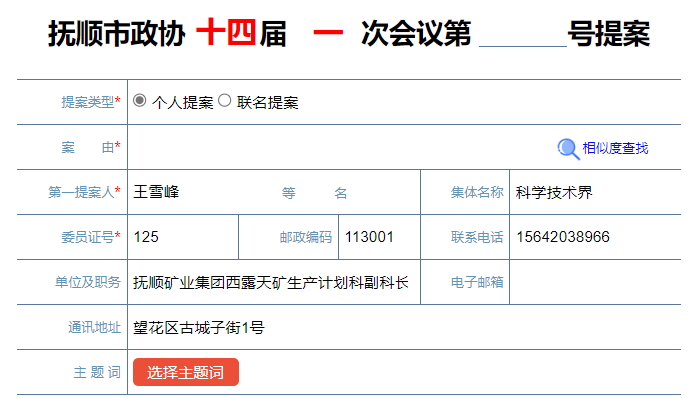 抚顺市政协 十四届 一 次会议第 ______号提案
提案类型* 个人提案 联名提案
案 由* 相似度查找
第一提案人* 王雪峰 等 名 集体名称 科学技术界
委员证号* 125 邮政编码 113001 联系电话 15642038966
单位及职务 抚顺矿业集团西露天矿生产计划科副科长 电子邮箱
通讯地址 望花区古城子街1号
主 题 词 选择主题词